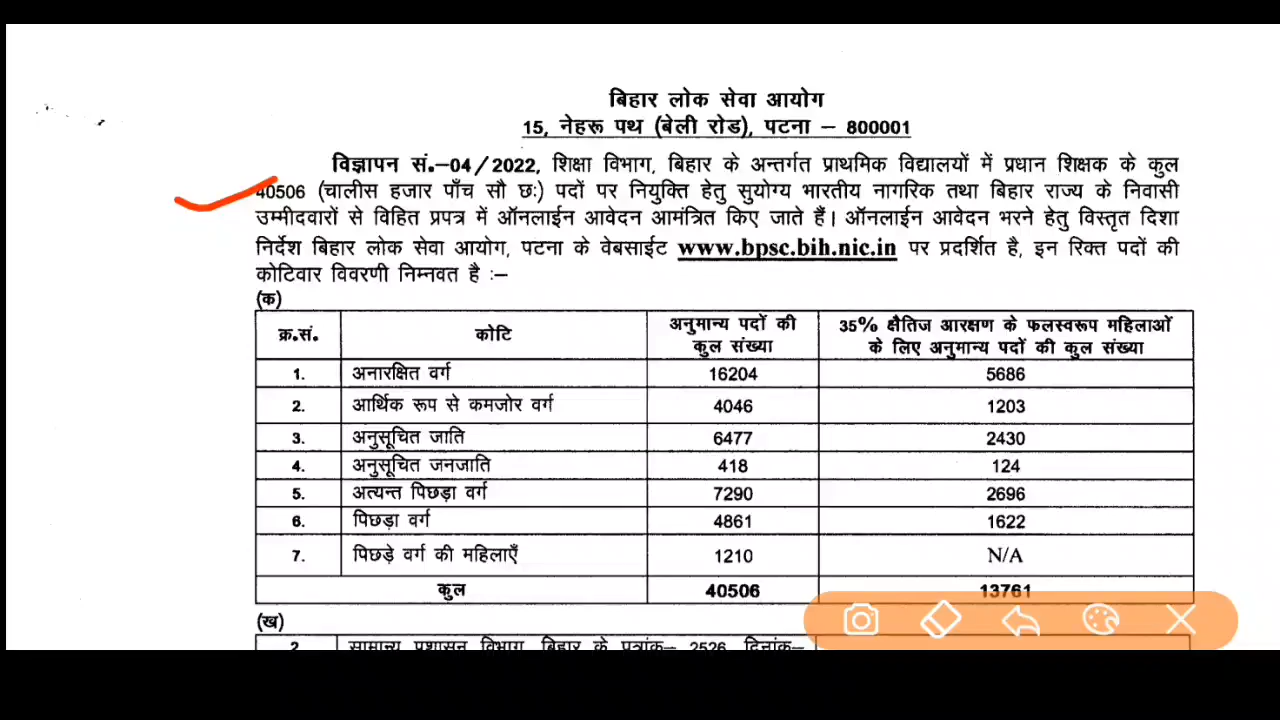 बिहार लोक सेवा आयोग
15, नेहरू पथ (बेली रोड), पटना – 800001
विज्ञापन सं.–04/2022, शिक्षा विभाग, बिहार के अन्तर्गत प्राथमिक विद्यालयों में प्रधान शिक्षक के कुल
40506 (चालीस हजार पाँच सौ छः) पदों पर नियुक्ति हेतु सुयोग्य भारतीय नागरिक तथा बिहार राज्य के निवासी
उम्मीदवारों से विहित प्रपत्र में ऑनलाईन आवेदन आमंत्रित किए जाते हैं। ऑनलाईन आवेदन भरने हेतु विस्तृत दिशा
निर्देश बिहार लोक सेवा आयोग, पटना के वेबसाईट www.bpsc.bih.nic.in पर प्रदर्शित है, इन रिक्त पदों की
कोटिवार विवरणी निम्नवत है :–
(क)
क्र.सं. कोटि अनुमान्य पदों की कुल संख्या 35% क्षैतिज आरक्षण के फलस्वरूप महिलाओं के लिए अनुमान्य पदों की कुल संख्या
1. अनारक्षित वर्ग 16204 5686
2. आर्थिक रूप से कमजोर वर्ग 4046 1203
3. अनुसूचित जाति 6477 2430
4. अनुसूचित जनजाति 418 124
5. अत्यन्त पिछड़ा वर्ग 7290 2696
6. पिछड़ा वर्ग 4861 1622
7. पिछड़े वर्ग की महिलाएँ 1210 N/A
कुल 40506 13761
(ख)
2 सामान्य प्रशासन विभाग, बिहार के पत्रांक– 2526, दिनांक–